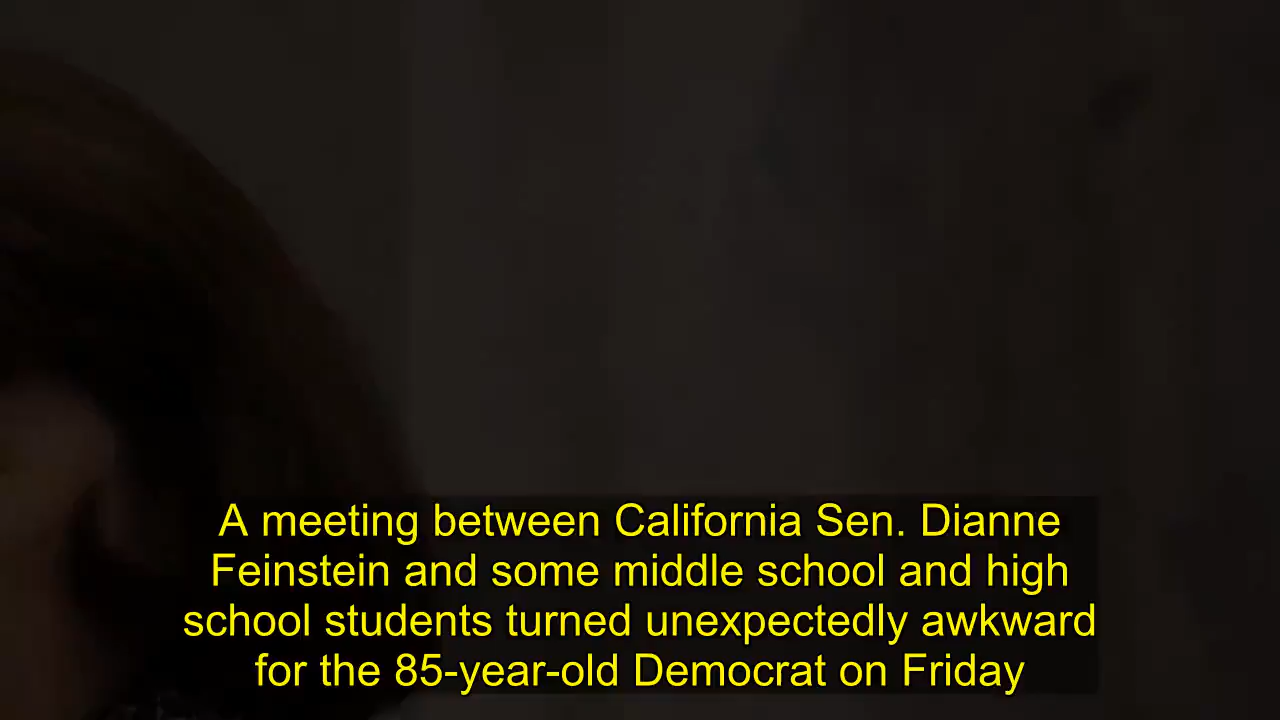 A meeting between California Sen. Dianne
Feinstein and some middle school and high
school students turned unexpectedly awkward
for the 85-year-old Democrat on Friday